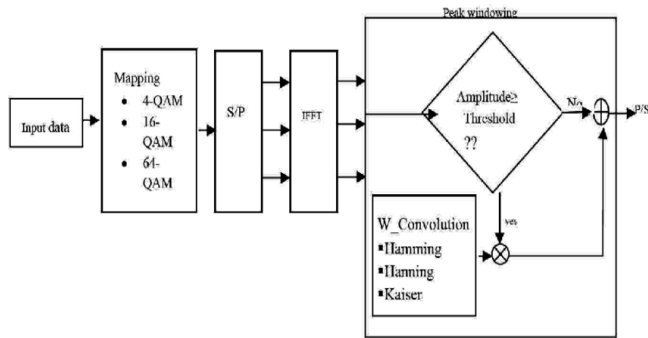 Peak windowing
Input data
Mapping
4-QAM
16-
QAM
64-
QAM
S/P
IFFT
Amplitude≥
Threshold
??
No
P/S
yes
W_Convolution
▪Hamming
▪Hanning
▪Kaiser